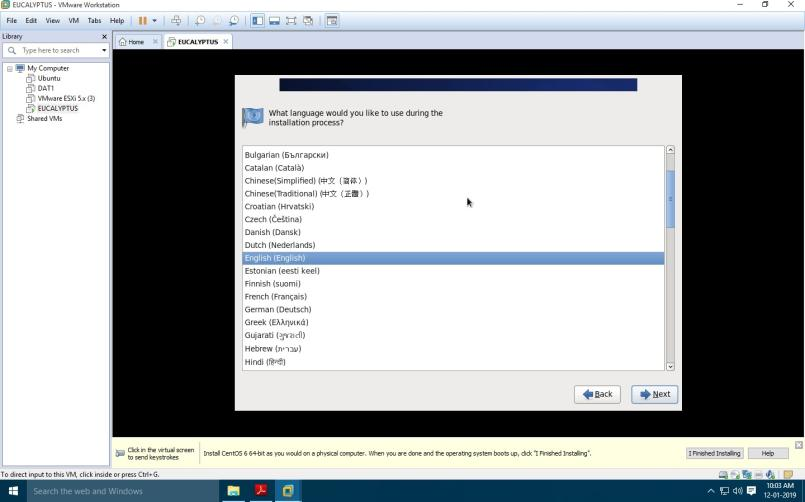 EUCALYPTUS - VMware Workstation
File Edit View VM Tabs Help
Library
Type here to search
My Computer
Ubuntu
DAT1
VMware ESXi 5.x (3)
EUCALYPTUS
Shared VMs
Home
EUCALYPTUS
What language would you like to use during the
installation process?
Bulgarian (Български)
Catalan (Català)
Chinese(Simplified) (中文（简体）)
Chinese(Traditional) (中文（正體）)
Croatian (Hrvatski)
Czech (Čeština)
Danish (Dansk)
Dutch (Nederlands)
English (English)
Estonian (eesti keel)
Finnish (suomi)
French (Français)
German (Deutsch)
Greek (Ελληνικά)
Gujarati (ગુજરાતી)
Hebrew (עברית)
Hindi (हिन्दी)
Back Next
Click in the virtual screen
to send keystrokes
Install CentOS 6 64-bit as you would on a physical computer. When you are done and the operating system boots up, click "I Finished Installing".
I Finished Installing Help
To direct input to this VM, click inside or press Ctrl+G.
Search the web and Windows
10:03 AM
12-01-2019